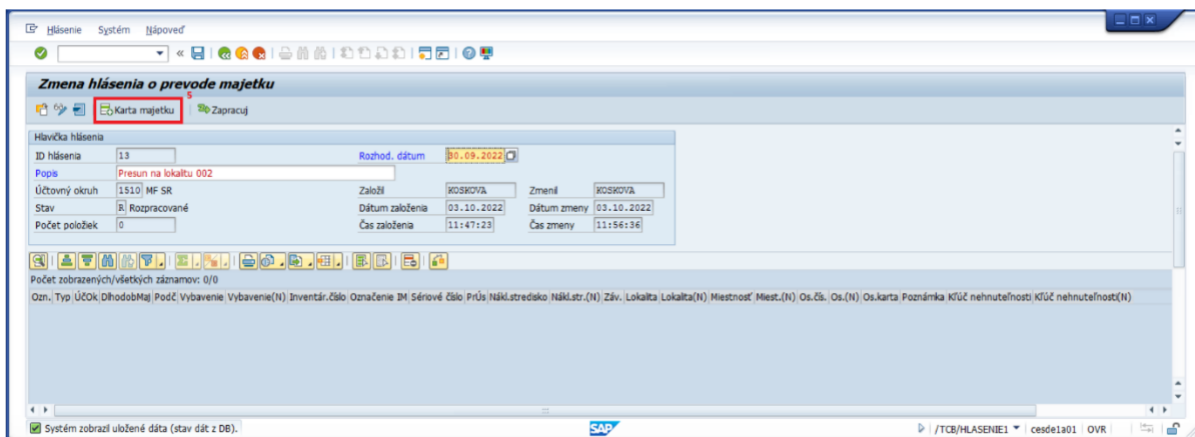 Hlásenie Systém Nápoveď
Zmena hlásenia o prevode majetku
5
Karta majetku Zapracuj
Hlavička hlásenia
ID hlásenia 13 Rozhod. dátum 30.09.2022
Popis Presun na lokalitu 002
Účtovný okruh 1510 MF SR Založil KOSKOVA Zmenil KOSKOVA
Stav R Rozpracované Dátum založenia 03.10.2022 Dátum zmeny 03.10.2022
Počet položiek 0 Čas založenia 11:47:23 Čas zmeny 11:56:36
Počet zobrazených/všetkých záznamov: 0/0
Ozn. Typ ÚčOk DlhodobMaj Podč Vybavenie Vybavenie(N) Inventár.číslo Označenie IM Sériové číslo PrÚs Nákl.stredisko Nákl.str.(N) Záv. Lokalita Lokalita(N) Miestnosť Miest.(N) Os.čís. Os.(N) Os.karta Poznámka Kľúč nehnuteľnosti Kľúč nehnuteľnosti(N)
Systém zobrazil uložené dáta (stav dát z DB). SAP /TCB/HLASENIE1 cesde1a01 OVR